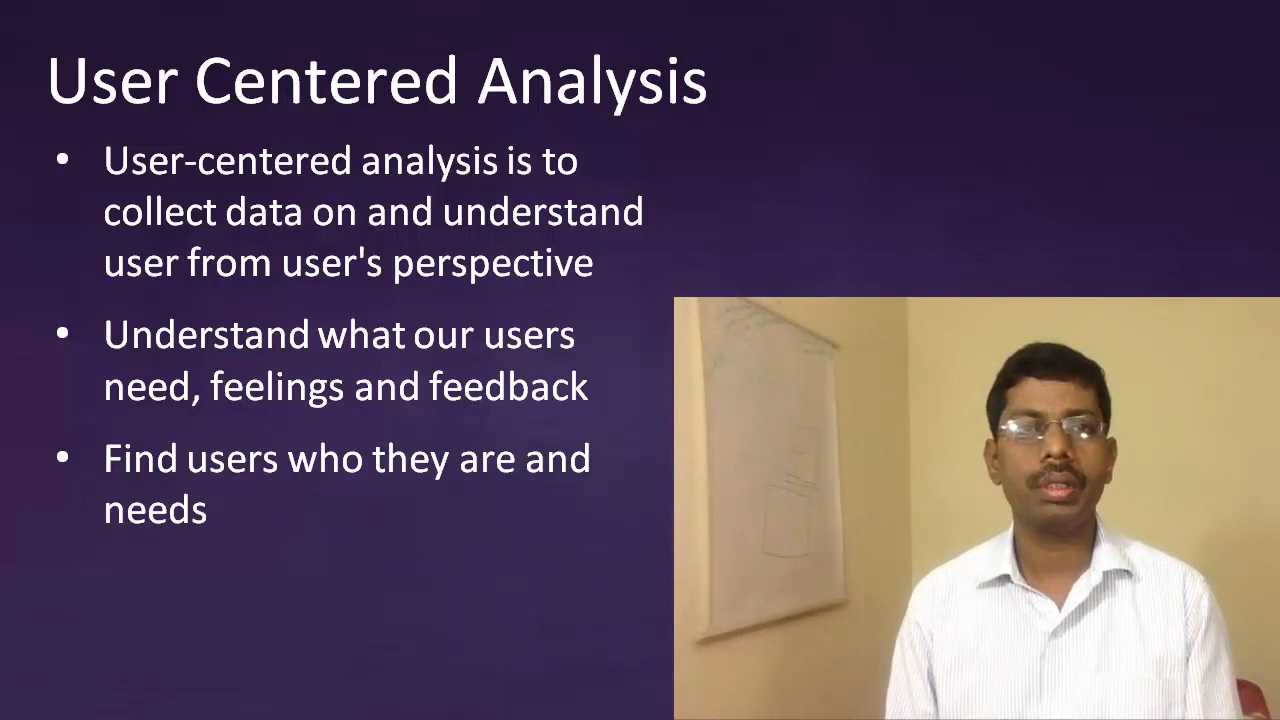 User Centered Analysis
• User-centered analysis is to
collect data on and understand
user from user's perspective
• Understand what our users
need, feelings and feedback
• Find users who they are and
needs